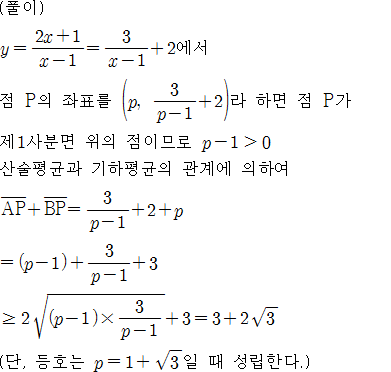 (풀이)
$y=\frac{2x+1}{x-1}=\frac{3}{x-1}+2$에서
점 P의 좌표를 $\left(p,\ \frac{3}{p-1}+2\right)$라 하면 점 P가
제1사분면 위의 점이므로 $p-1>0$
산술평균과 기하평균의 관계에 의하여
$\overline{AP}+\overline{BP}=\frac{3}{p-1}+2+p$
$=(p-1)+\frac{3}{p-1}+3$
$\geq 2\sqrt{(p-1)\times\frac{3}{p-1}}+3=3+2\sqrt{3}$
(단, 등호는 $p=1+\sqrt{3}$일 때 성립한다.)